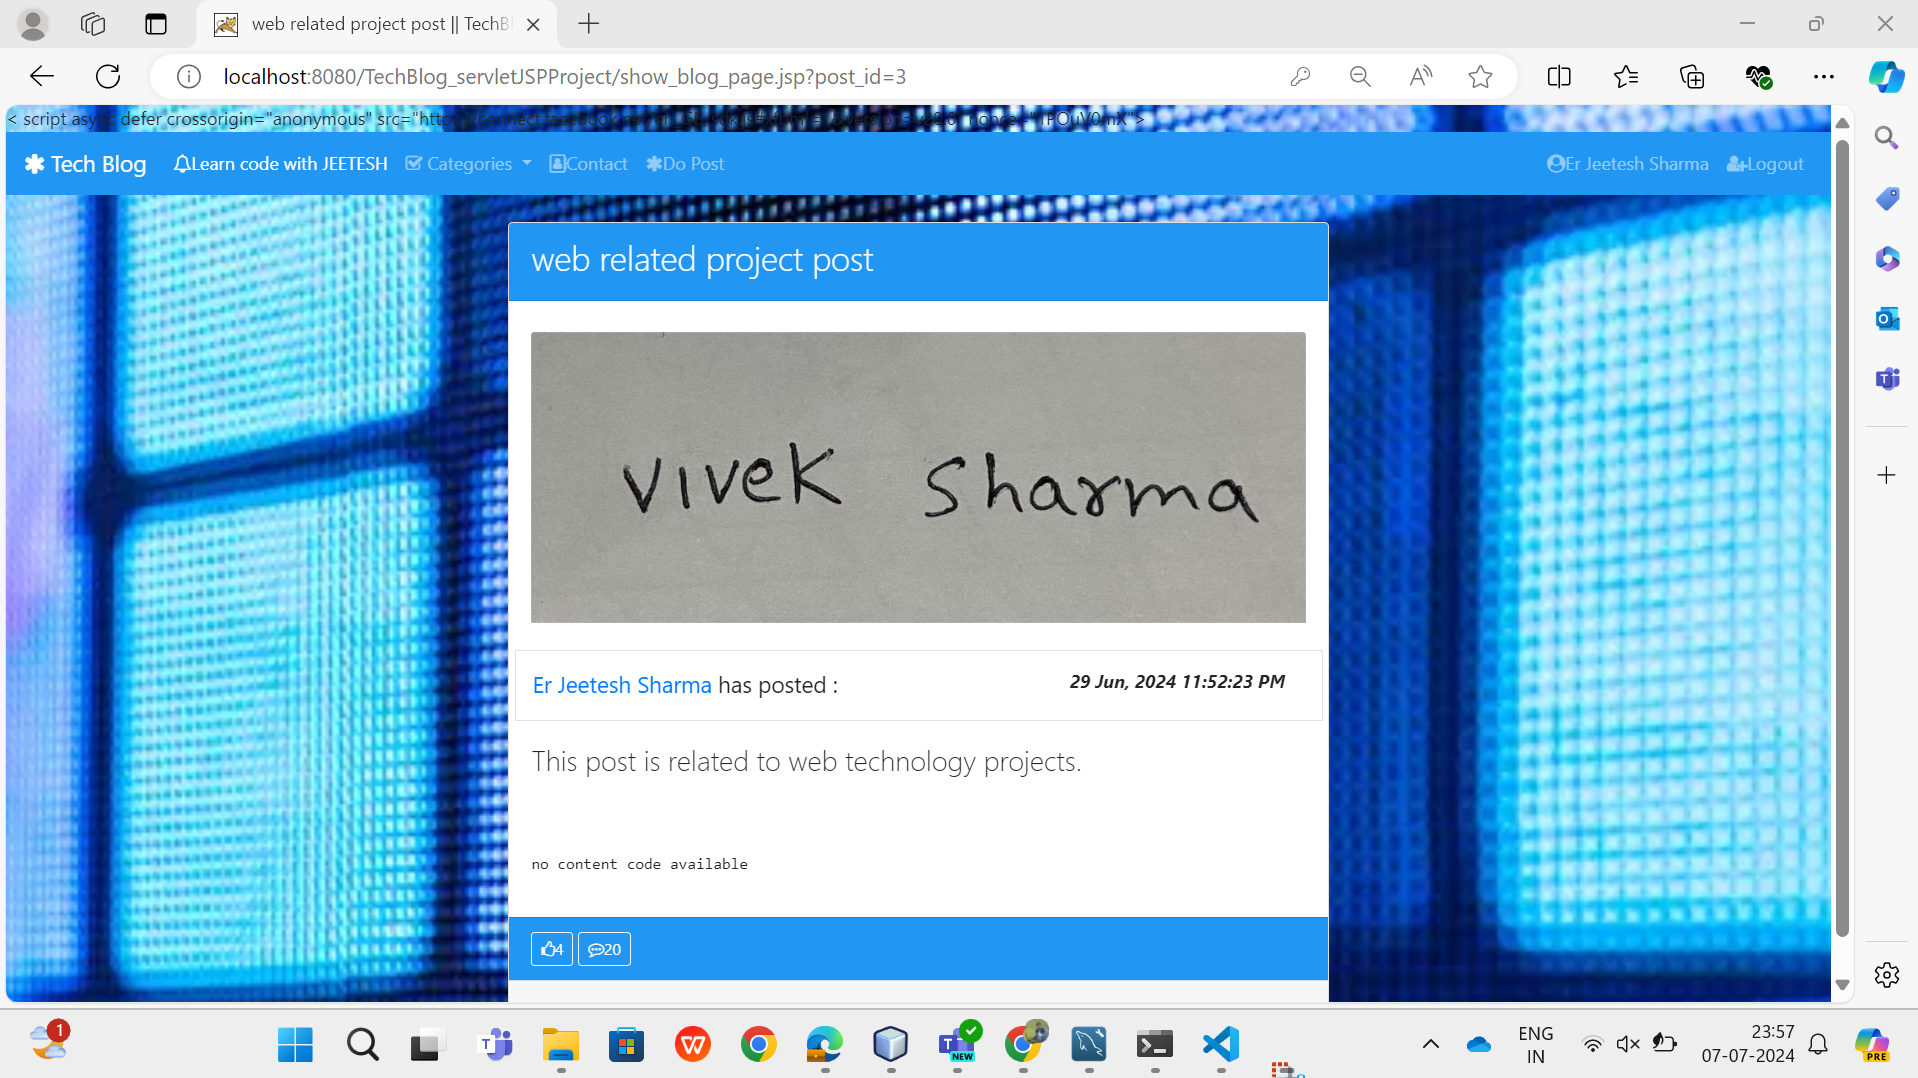 web related project post || TechB
localhost:8080/TechBlog_servletJSPProject/show_blog_page.jsp?post_id=3
< script async defer crossorigin="anonymous" src="https://connect.facebook.net
Tech Blog Learn code with JEETESH Categories Contact Do Post Er Jeetesh Sharma Logout
web related project post
Vivek Sharma
Er Jeetesh Sharma has posted : 29 Jun, 2024 11:52:23 PM
This post is related to web technology projects.
no content code available
4 20
1
NEW
ENG
IN
23:57
07-07-2024
PRE